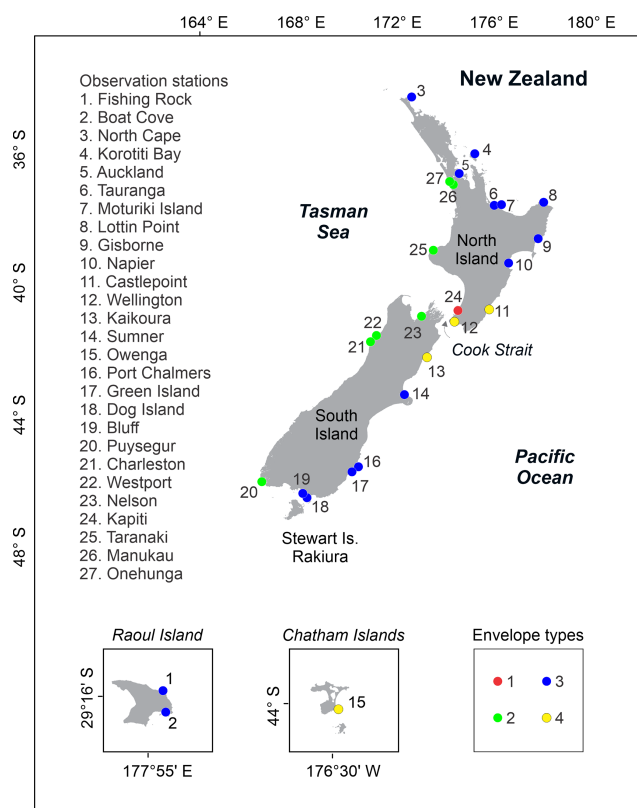 164° E 168° E 172° E 176° E 180° E
36° S
40° S
44° S
48° S
New Zealand
Observation stations
1. Fishing Rock
2. Boat Cove
3. North Cape
4. Korotiti Bay
5. Auckland
6. Tauranga
7. Moturiki Island
8. Lottin Point
9. Gisborne
10. Napier
11. Castlepoint
12. Wellington
13. Kaikoura
14. Sumner
15. Owenga
16. Port Chalmers
17. Green Island
18. Dog Island
19. Bluff
20. Puysegur
21. Charleston
22. Westport
23. Nelson
24. Kapiti
25. Taranaki
26. Manukau
27. Onehunga
3
4
5
27
26
6
7
8
Tasman
Sea
North
Island
9
25
10
24
11
12
23
22
21
Cook Strait
13
14
South
Island
Pacific
Ocean
16
17
19
20
18
Stewart Is.
Rakiura
Raoul Island
1
2
29°16' S
177°55' E
Chatham Islands
15
44° S
176°30' W
Envelope types
1 3
2 4